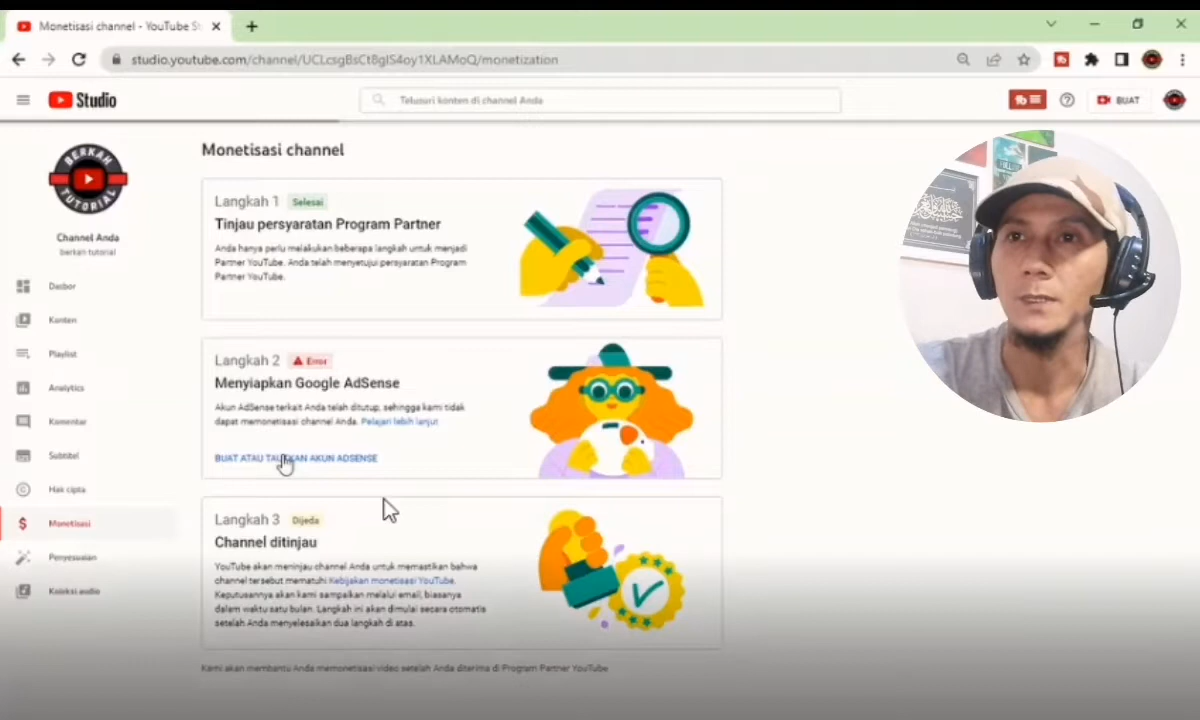 Monetisasi channel - YouTube St
studio.youtube.com/channel/UCLcsgBsCt8gIS4oy1XLAMoQ/monetization
Studio
Telusuri konten di channel Anda
BUAT
BERKAH
TUTORIAL
Channel Anda
berkah tutorial
Dasbor
Konten
Playlist
Analytics
Komentar
Subtitel
Hak cipta
Monetisasi
Penyesuaian
Koleksi audio
Monetisasi channel
Langkah 1 Selesai
Tinjau persyaratan Program Partner
Anda hanya perlu melakukan beberapa langkah untuk menjadi
Partner YouTube. Anda telah menyetujui persyaratan Program
Partner YouTube.
Langkah 2 Error
Menyiapkan Google AdSense
Akun AdSense terkait Anda telah ditutup, sehingga kami tidak
dapat memonetisasi channel Anda. Pelajari lebih lanjut
BUAT ATAU TAUTKAN AKUN ADSENSE
Langkah 3 Dijeda
Channel ditinjau
YouTube akan meninjau channel Anda untuk memastikan bahwa
channel tersebut mematuhi Kebijakan monetisasi YouTube.
Keputusannya akan kami sampaikan melalui email, biasanya
dalam waktu satu bulan. Langkah ini akan dimulai secara otomatis
setelah Anda menyelesaikan dua langkah di atas.
Kami akan membantu Anda memonetisasi video setelah Anda diterima di Program Partner YouTube